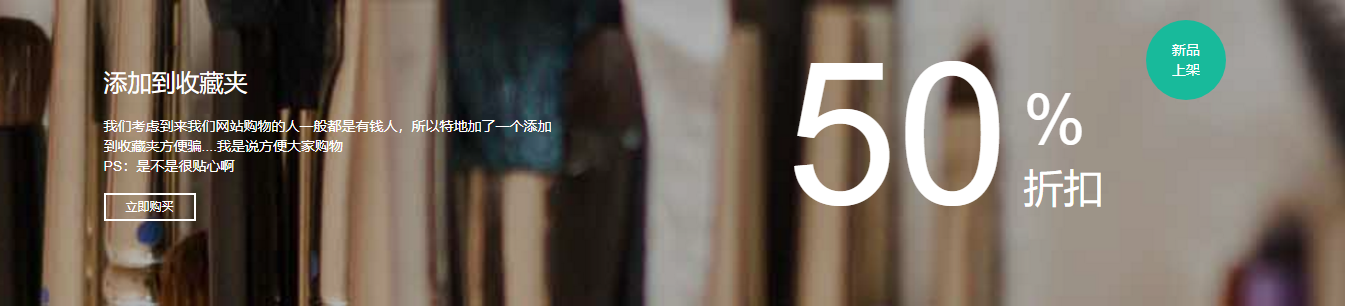 添加到收藏夹
我们考虑到来我们网站购物的人一般都是有钱人，所以特地加了一个添加
到收藏夹方便骗....我是说方便大家购物
PS：是不是很贴心啊
立即购买
50
%
折扣
新品
上架